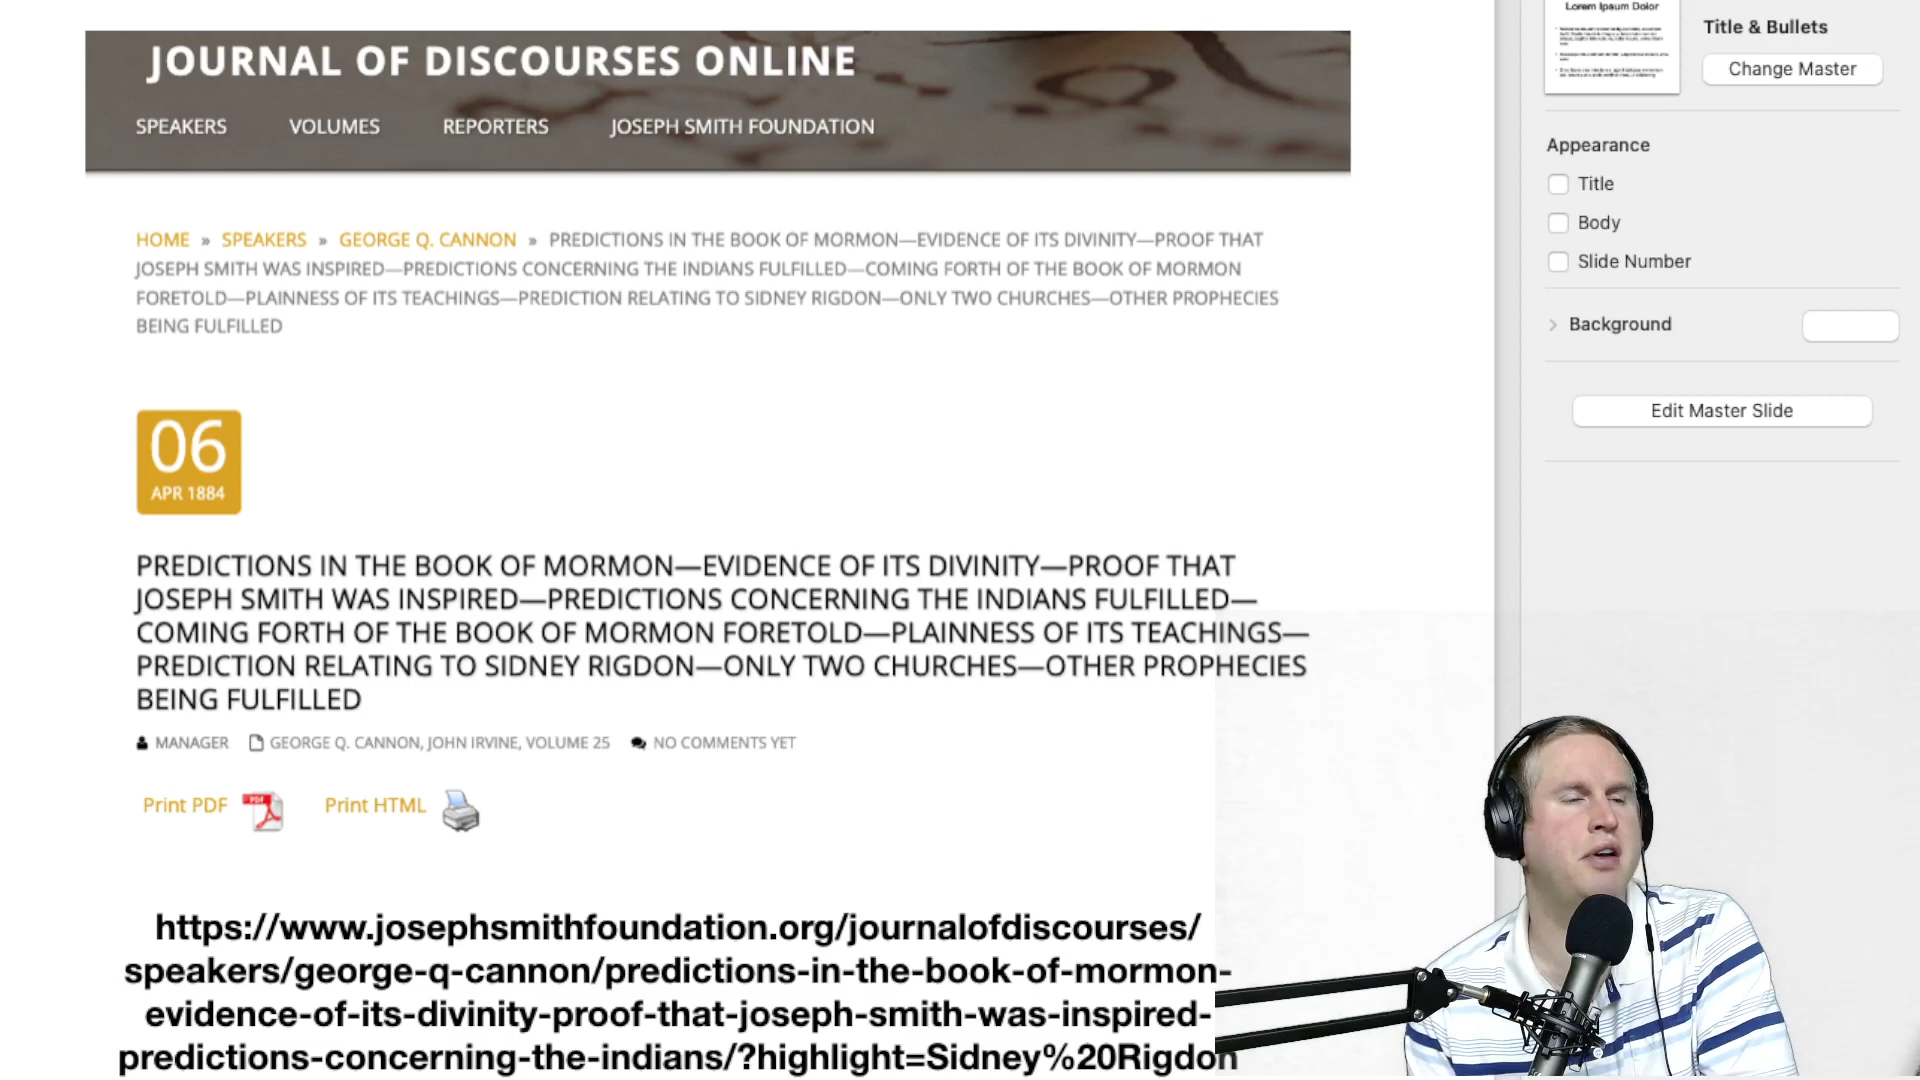 JOURNAL OF DISCOURSES ONLINE
SPEAKERS VOLUMES REPORTERS JOSEPH SMITH FOUNDATION
HOME » SPEAKERS » GEORGE Q. CANNON » PREDICTIONS IN THE BOOK OF MORMON—EVIDENCE OF ITS DIVINITY—PROOF THAT
JOSEPH SMITH WAS INSPIRED—PREDICTIONS CONCERNING THE INDIANS FULFILLED—COMING FORTH OF THE BOOK OF MORMON
FORETOLD—PLAINNESS OF ITS TEACHINGS—PREDICTION RELATING TO SIDNEY RIGDON—ONLY TWO CHURCHES—OTHER PROPHECIES
BEING FULFILLED
06
APR 1884
PREDICTIONS IN THE BOOK OF MORMON—EVIDENCE OF ITS DIVINITY—PROOF THAT
JOSEPH SMITH WAS INSPIRED—PREDICTIONS CONCERNING THE INDIANS FULFILLED—
COMING FORTH OF THE BOOK OF MORMON FORETOLD—PLAINNESS OF ITS TEACHINGS—
PREDICTION RELATING TO SIDNEY RIGDON—ONLY TWO CHURCHES—OTHER PROPHECIES
BEING FULFILLED
MANAGER GEORGE Q. CANNON, JOHN IRVINE, VOLUME 25 NO COMMENTS YET
Print PDF PDF Print HTML
https://www.josephsmithfoundation.org/journalofdiscourses/
speakers/george-q-cannon/predictions-in-the-book-of-mormon-
evidence-of-its-divinity-proof-that-joseph-smith-was-inspired-
predictions-concerning-the-indians/?highlight=Sidney%20Rigdon
Lorem Ipsum Dolor
Title & Bullets
Change Master
Appearance
Title
Body
Slide Number
Background
Edit Master Slide